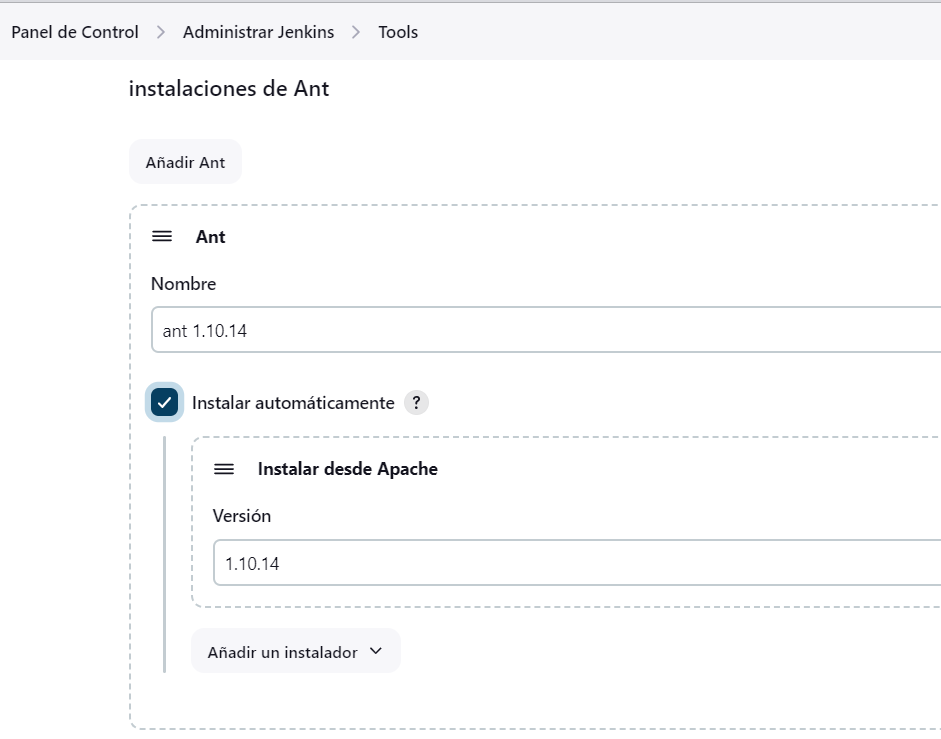 Panel de Control > Administrar Jenkins > Tools
instalaciones de Ant
Añadir Ant
Ant
Nombre
ant 1.10.14
Instalar automáticamente ?
Instalar desde Apache
Versión
1.10.14
Añadir un instalador